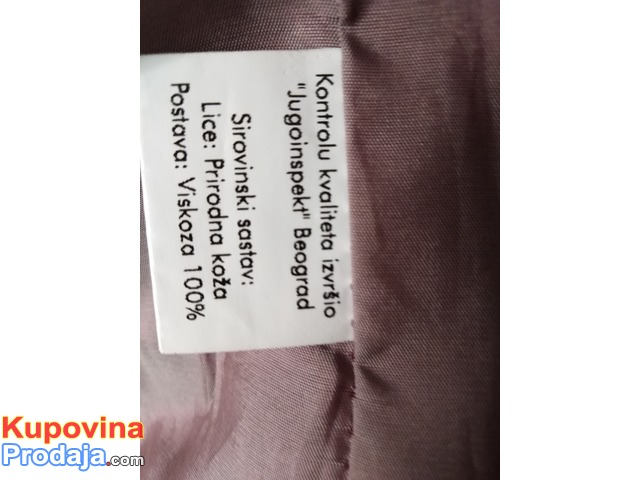 Kontrolu kvaliteta izvršio
"Jugoinspekt" Beograd
Sirovinski sastav:
Lice: Prirodna koža
Postava: Viskoza 100%
Kupovina
Prodaja.com